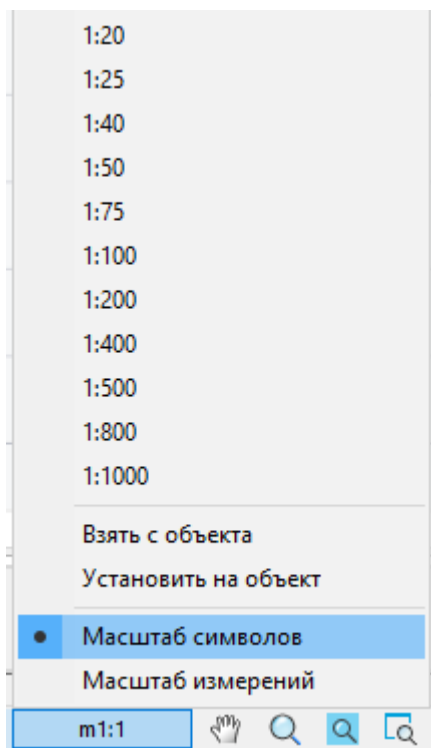 1:20
1:25
1:40
1:50
1:75
1:100
1:200
1:400
1:500
1:800
1:1000
Взять с объекта
Установить на объект
Масштаб символов
Масштаб измерений
m1:1